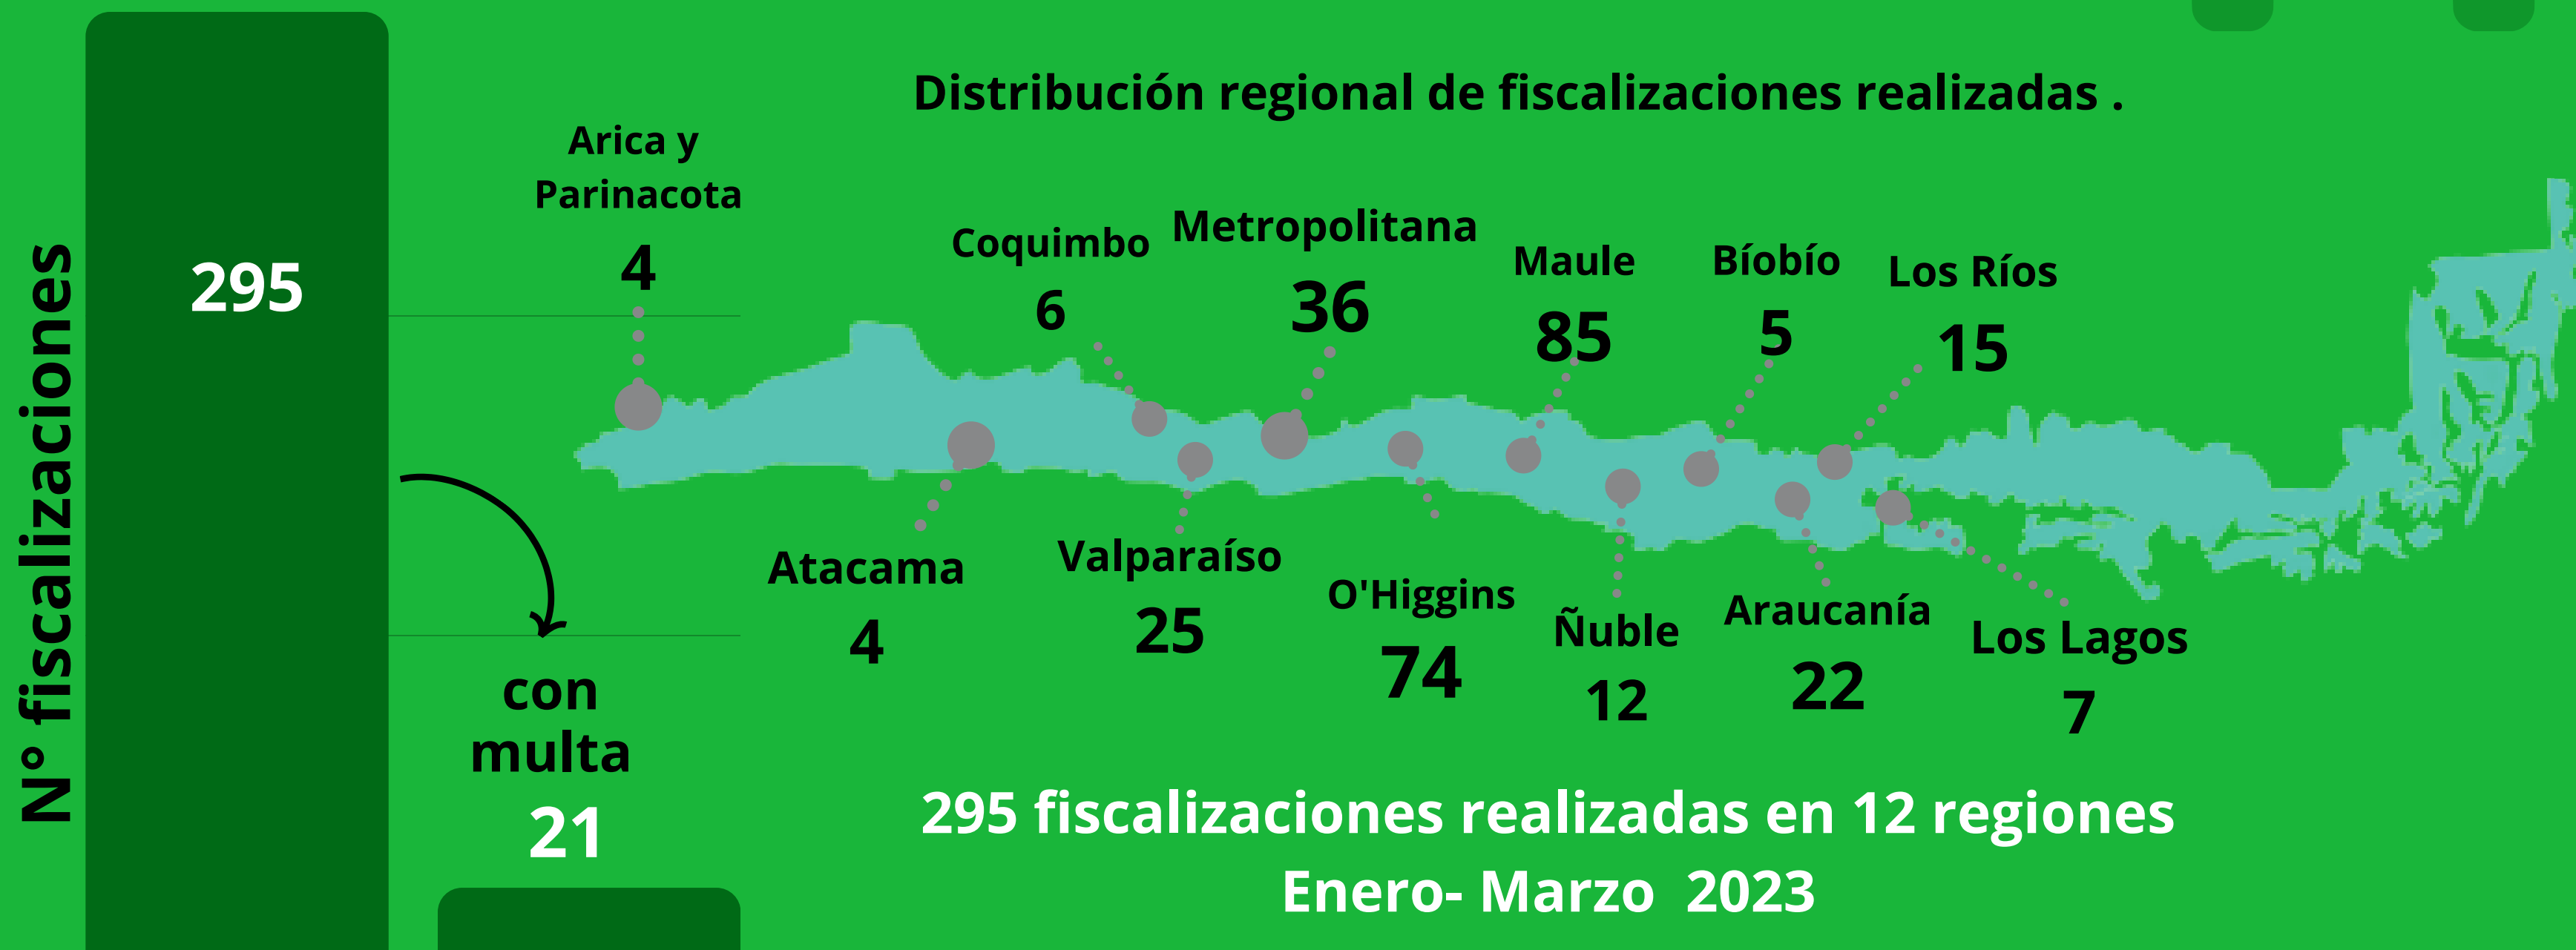 N° fiscalizaciones
295
con
multa
21
Distribución regional de fiscalizaciones realizadas .
Arica y
Parinacota
4
Coquimbo
6
Metropolitana
36
Maule
85
Bíobío
5
Los Ríos
15
Atacama
4
Valparaíso
25
O'Higgins
74
Ñuble
12
Araucanía
22
Los Lagos
7
295 fiscalizaciones realizadas en 12 regiones
Enero- Marzo 2023